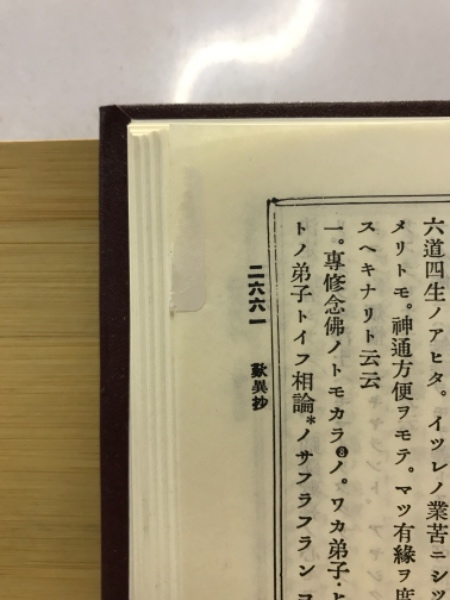 六道四生ノアヒタ。イツレノ業苦ニシツ
メリトモ。神通方便ヲモテ。マツ有緣ヲ度
スヘキナリト云云
一。專修念佛ノトモカラ❽ノ。ワカ弟子・ヒ
トノ弟子トイフ相論*ノサフラフラン
二六六一 歎異抄